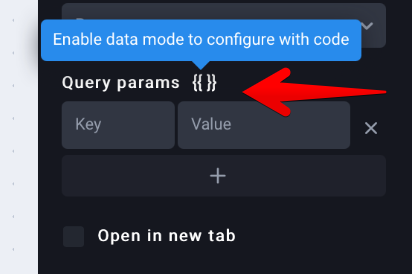 Enable data mode to configure with code
Query params {{ }}
Key Value
Open in new tab